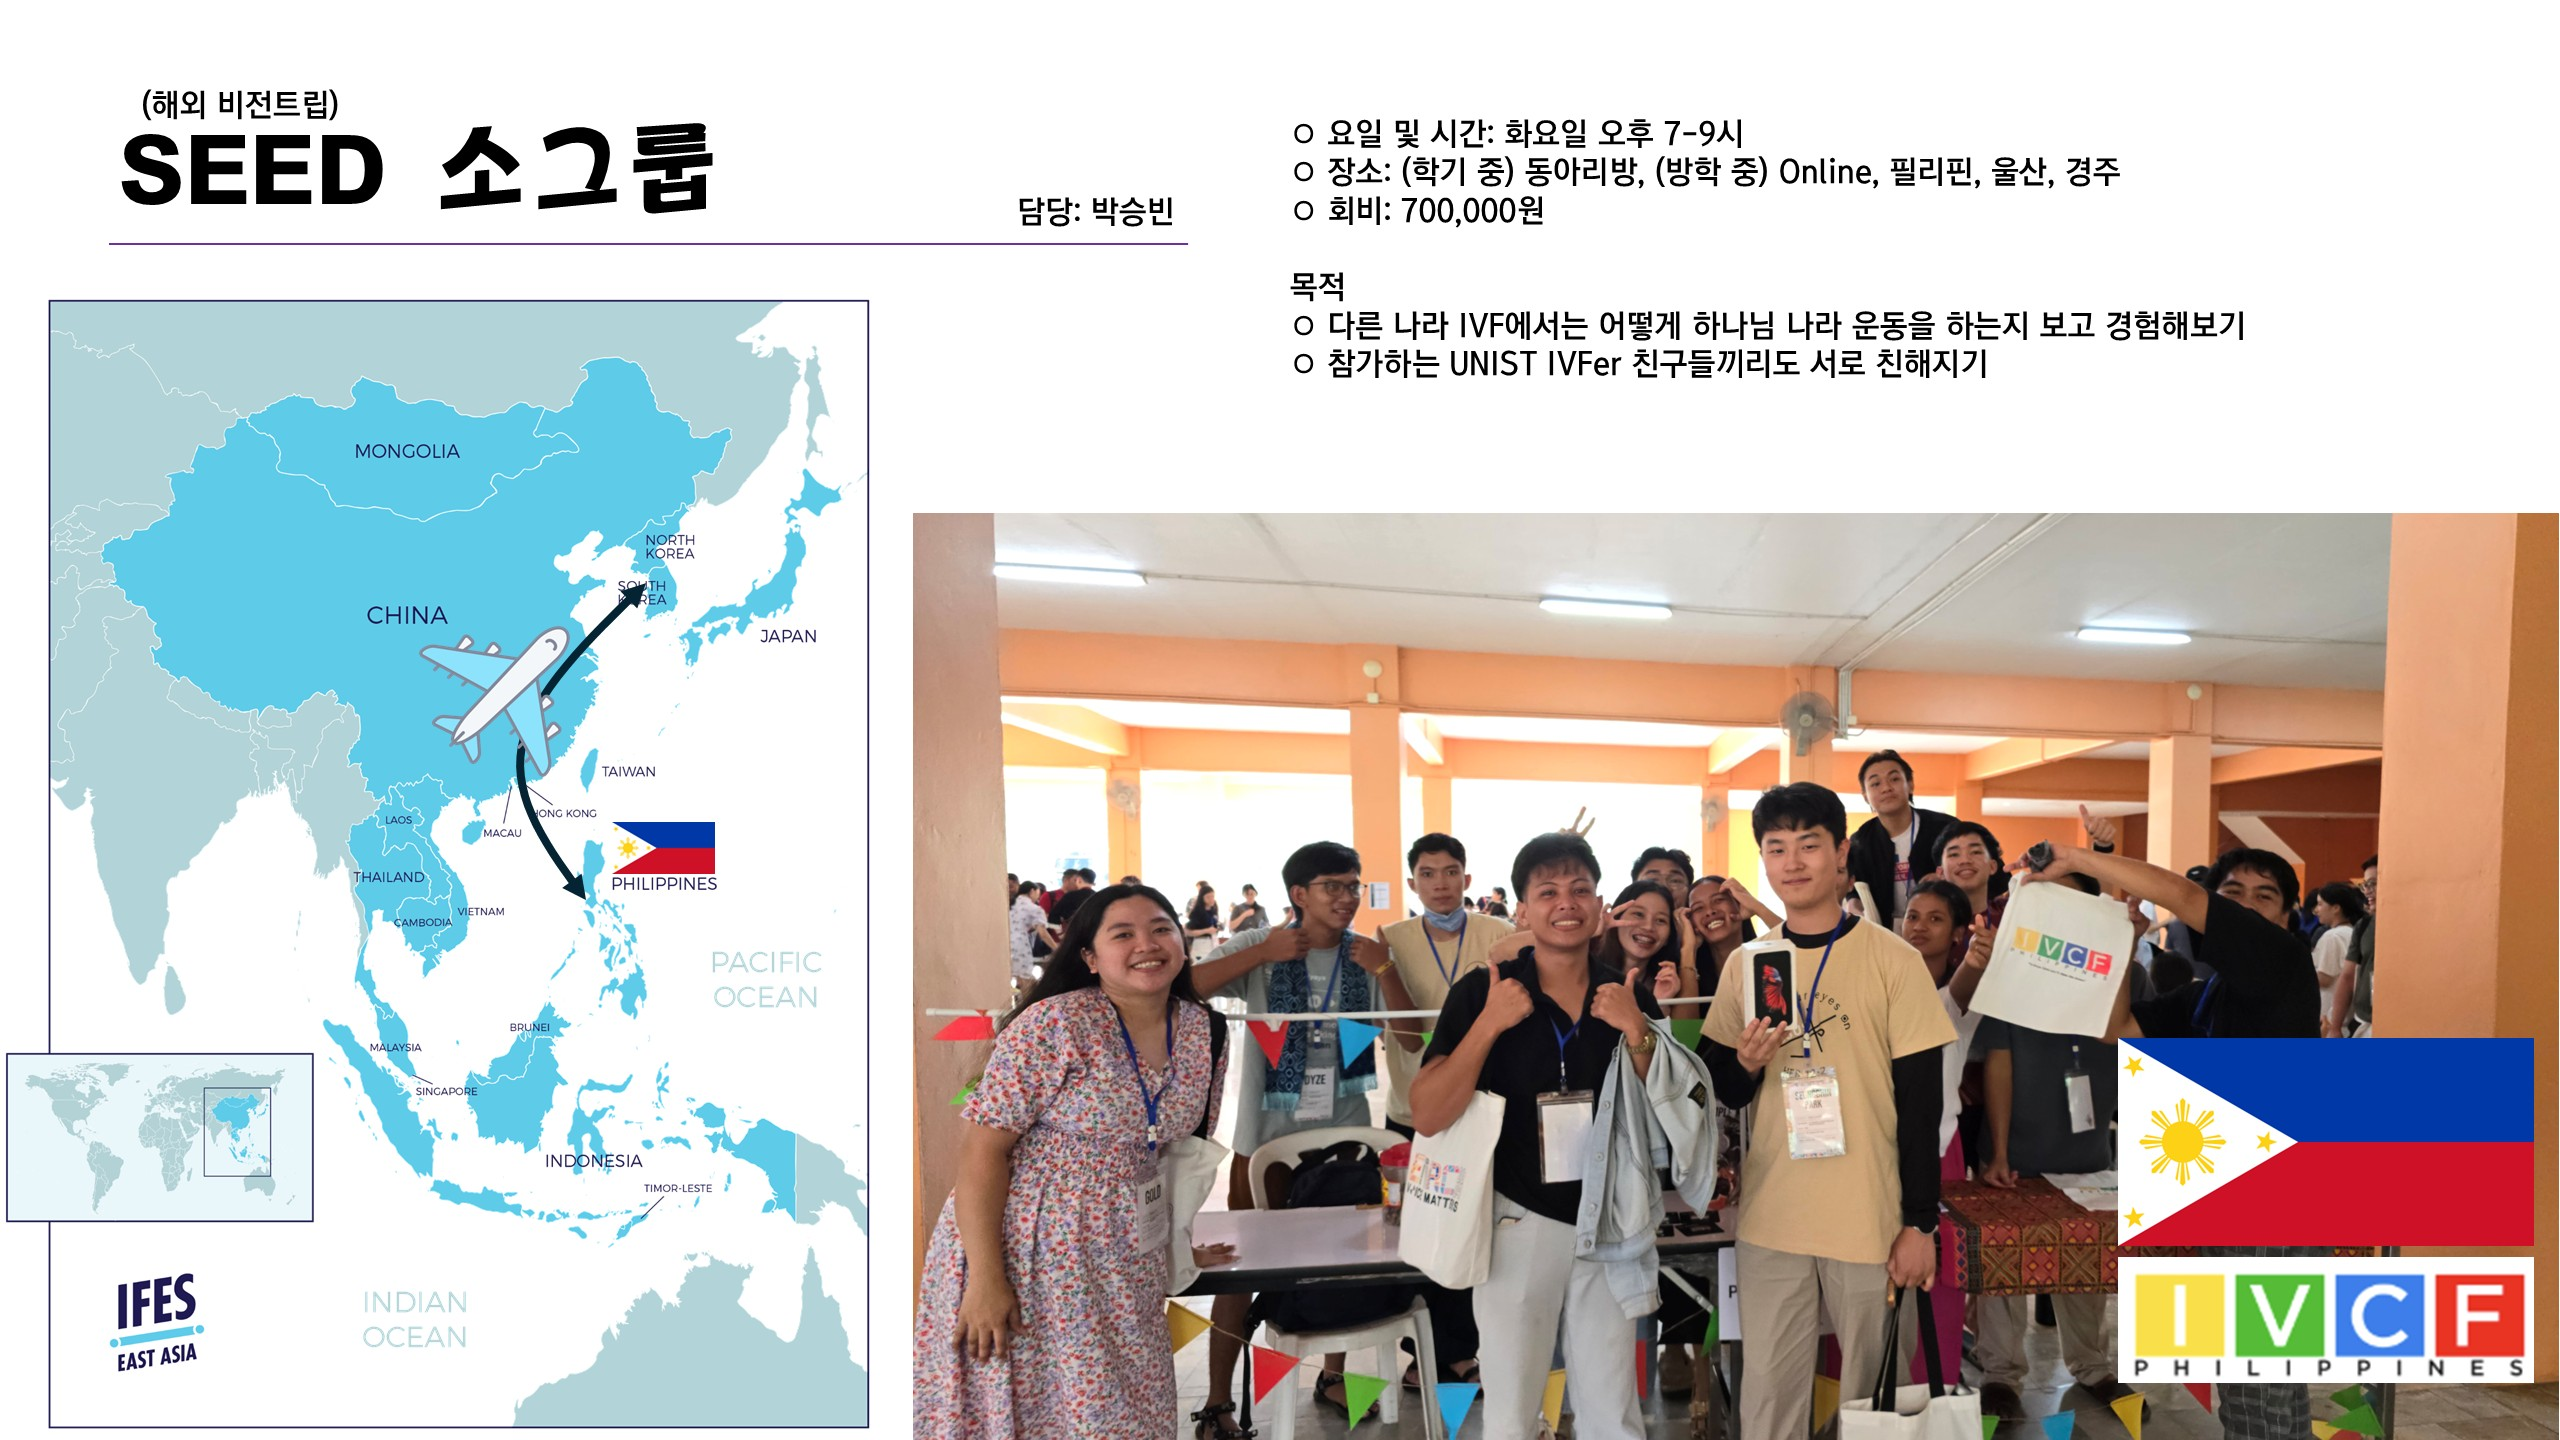 (해외 비전트립)
SEED 소그룹
담당: 박승빈
○ 요일 및 시간: 화요일 오후 7-9시
○ 장소: (학기 중) 동아리방, (방학 중) Online, 필리핀, 울산, 경주
○ 회비: 700,000원
목적
○ 다른 나라 IVF에서는 어떻게 하나님 나라 운동을 하는지 보고 경험해보기
○ 참가하는 UNIST IVFer 친구들끼리도 서로 친해지기
MONGOLIA
NORTH
KOREA
SOUTH
KOREA
CHINA
JAPAN
TAIWAN
HONG KONG
MACAU
LAOS
PHILIPPINES
THAILAND
VIETNAM
CAMBODIA
PACIFIC
OCEAN
BRUNEI
MALAYSIA
SINGAPORE
INDONESIA
TIMOR-LESTE
INDIAN
OCEAN
IFES
EAST ASIA
IVCF
PHILIPPINES
GOLD
PARK
IVCF
PHILIPPINES